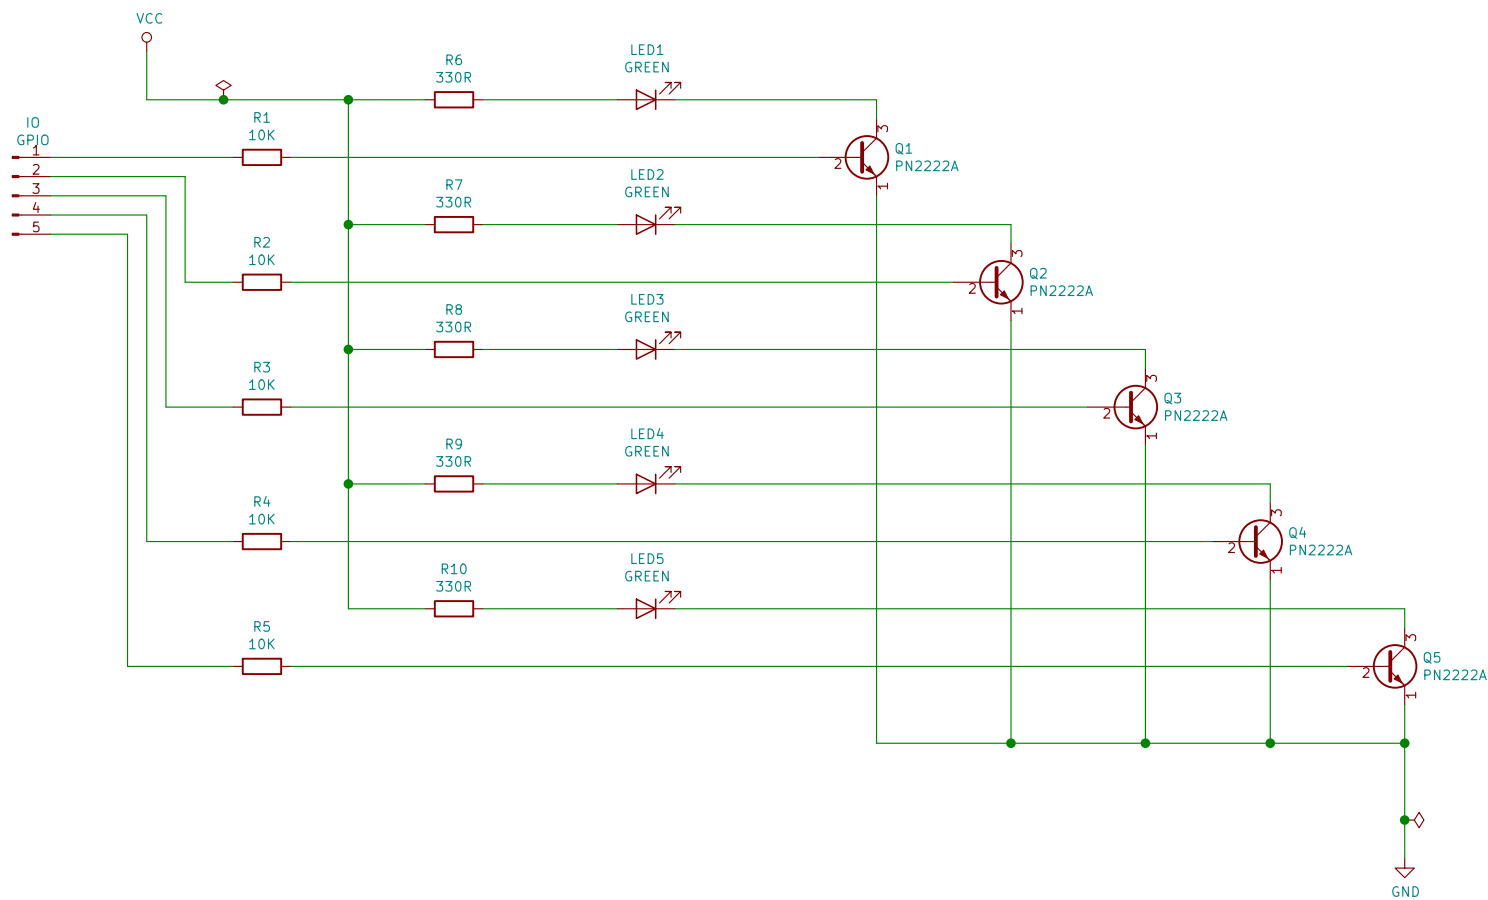 VCC
R6
330R
LED1
GREEN
IO
GPIO
1
2
3
4
5
R1
10K
3
2
1
Q1
PN2222A
R7
330R
LED2
GREEN
R2
10K
3
2
1
Q2
PN2222A
R8
330R
LED3
GREEN
R3
10K
3
2
1
Q3
PN2222A
R9
330R
LED4
GREEN
R4
10K
3
2
1
Q4
PN2222A
R10
330R
LED5
GREEN
R5
10K
3
2
1
Q5
PN2222A
GND